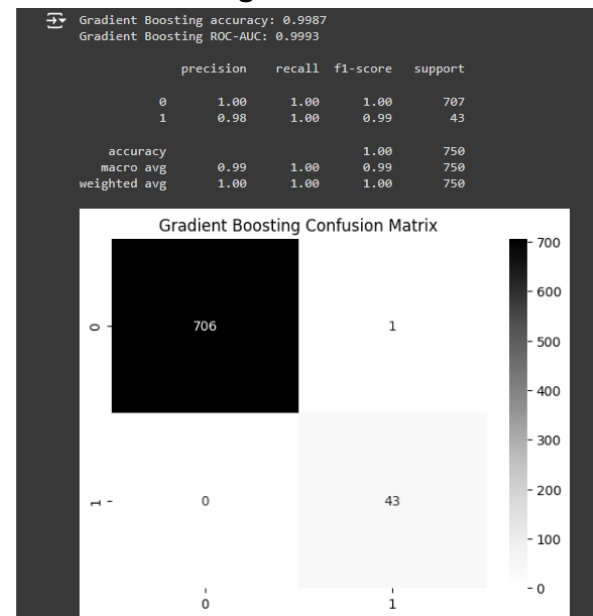 Gradient Boosting accuracy: 0.9987
Gradient Boosting ROC-AUC: 0.9993
precision recall f1-score support
0 1.00 1.00 1.00 707
1 0.98 1.00 0.99 43
accuracy 1.00 750
macro avg 0.99 1.00 0.99 750
weighted avg 1.00 1.00 1.00 750
Gradient Boosting Confusion Matrix
700
600
0 706 1
500
400
300
200
1 0 43
100
0
0 1